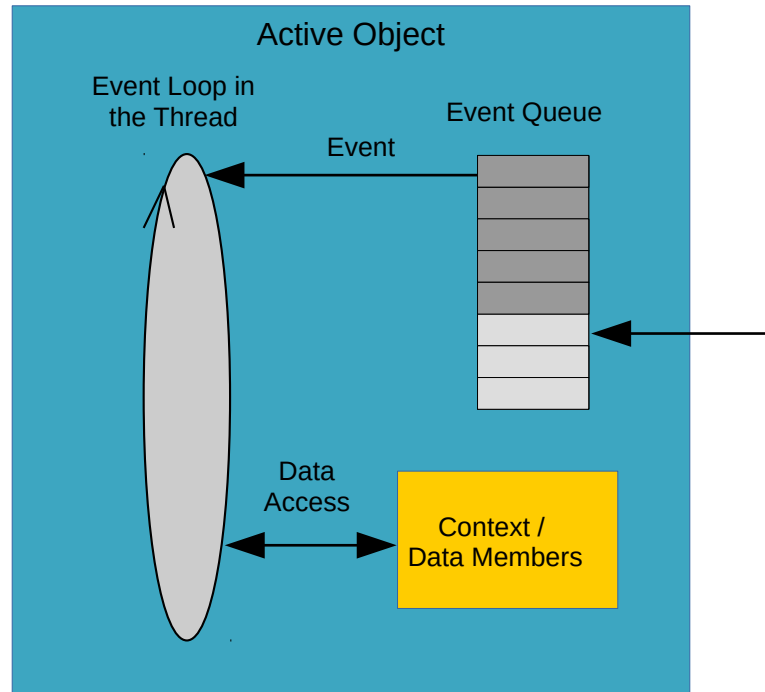 Active Object
Event Loop in
the Thread
Event Queue
Event
Data
Access
Context /
Data Members